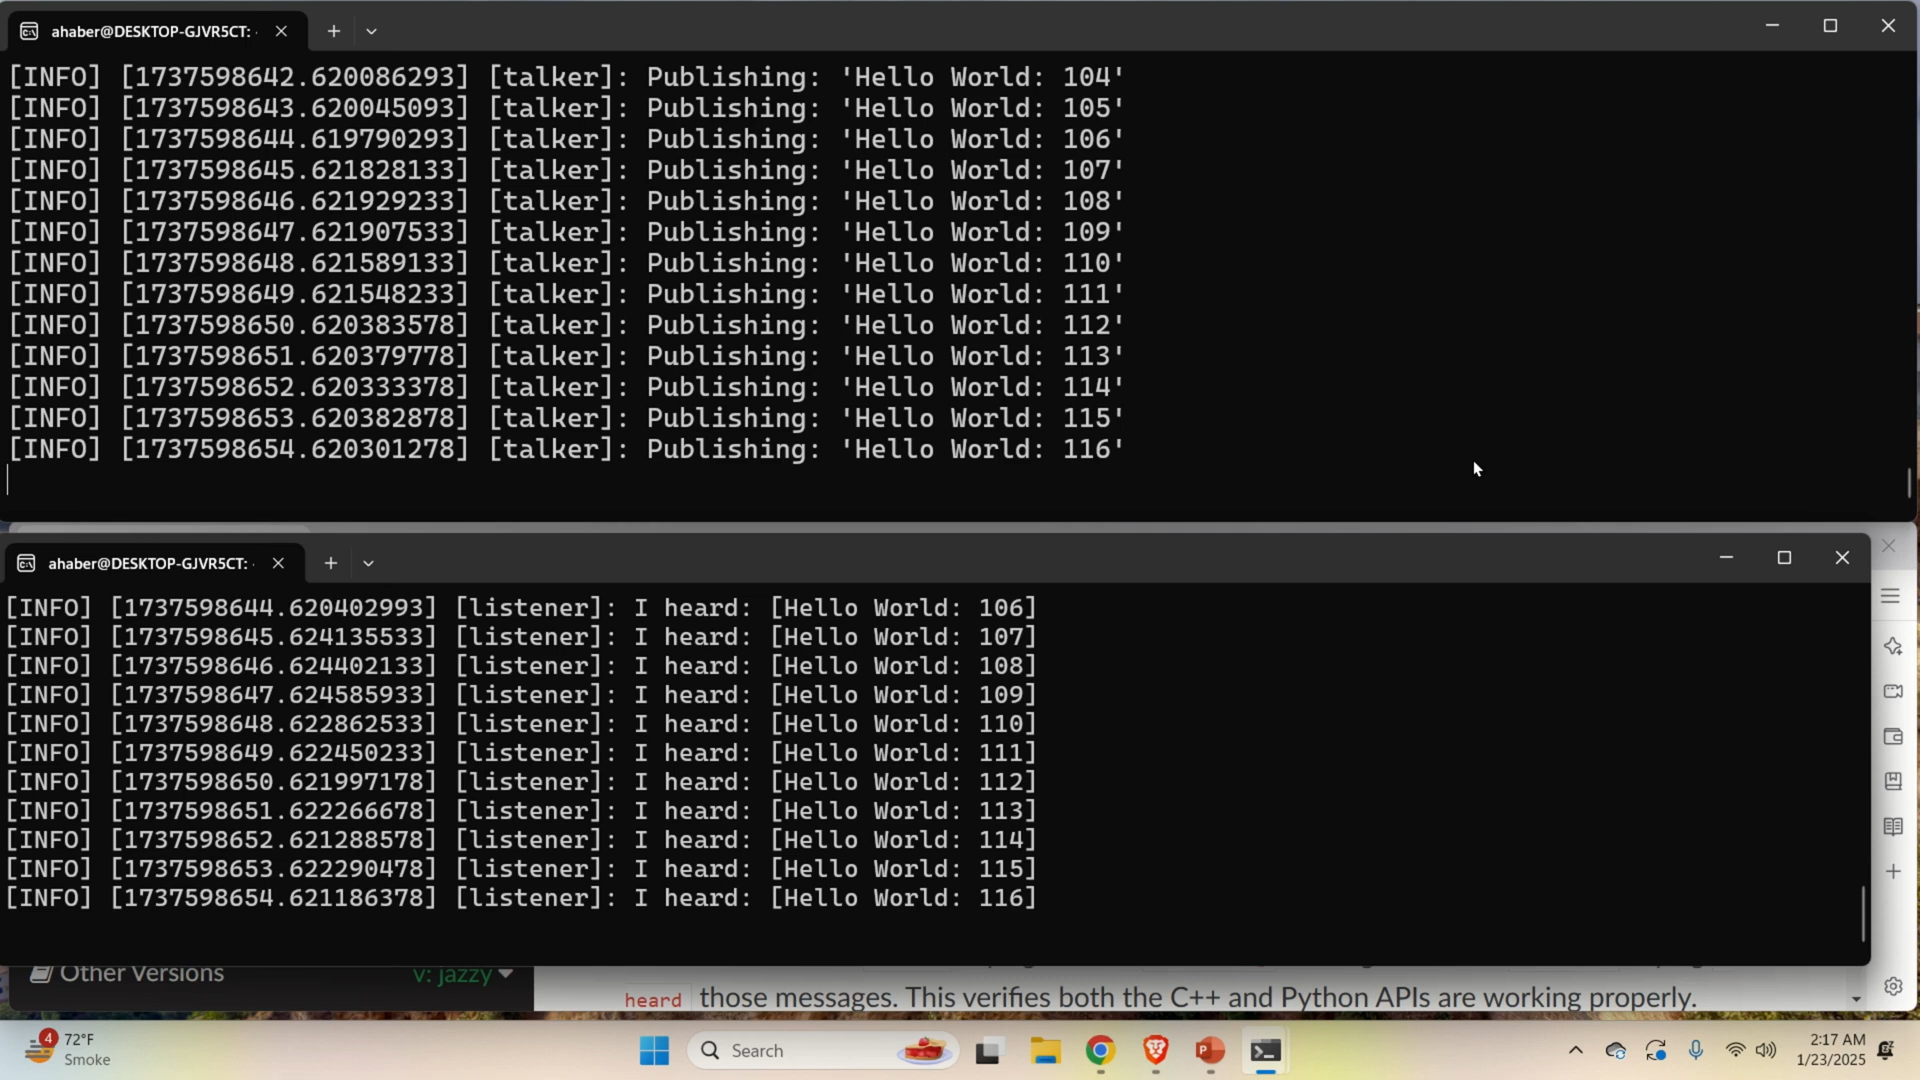 ahaber@DESKTOP-GJVR5CT:
[INFO] [1737598642.620086293] [talker]: Publishing: 'Hello World: 104'
[INFO] [1737598643.620045093] [talker]: Publishing: 'Hello World: 105'
[INFO] [1737598644.619790293] [talker]: Publishing: 'Hello World: 106'
[INFO] [1737598645.621828133] [talker]: Publishing: 'Hello World: 107'
[INFO] [1737598646.621929233] [talker]: Publishing: 'Hello World: 108'
[INFO] [1737598647.621907533] [talker]: Publishing: 'Hello World: 109'
[INFO] [1737598648.621589133] [talker]: Publishing: 'Hello World: 110'
[INFO] [1737598649.621548233] [talker]: Publishing: 'Hello World: 111'
[INFO] [1737598650.620383578] [talker]: Publishing: 'Hello World: 112'
[INFO] [1737598651.620379778] [talker]: Publishing: 'Hello World: 113'
[INFO] [1737598652.620333378] [talker]: Publishing: 'Hello World: 114'
[INFO] [1737598653.620382878] [talker]: Publishing: 'Hello World: 115'
[INFO] [1737598654.620301278] [talker]: Publishing: 'Hello World: 116'
ahaber@DESKTOP-GJVR5CT:
[INFO] [1737598644.620402993] [listener]: I heard: [Hello World: 106]
[INFO] [1737598645.624135533] [listener]: I heard: [Hello World: 107]
[INFO] [1737598646.624402133] [listener]: I heard: [Hello World: 108]
[INFO] [1737598647.624585933] [listener]: I heard: [Hello World: 109]
[INFO] [1737598648.622862533] [listener]: I heard: [Hello World: 110]
[INFO] [1737598649.622450233] [listener]: I heard: [Hello World: 111]
[INFO] [1737598650.621997178] [listener]: I heard: [Hello World: 112]
[INFO] [1737598651.622266678] [listener]: I heard: [Hello World: 113]
[INFO] [1737598652.621288578] [listener]: I heard: [Hello World: 114]
[INFO] [1737598653.622290478] [listener]: I heard: [Hello World: 115]
[INFO] [1737598654.621186378] [listener]: I heard: [Hello World: 116]
Other Versions v: jazzy
heard those messages. This verifies both the C++ and Python APIs are working properly.
4
72°F
Smoke
Search
2:17 AM
1/23/2025